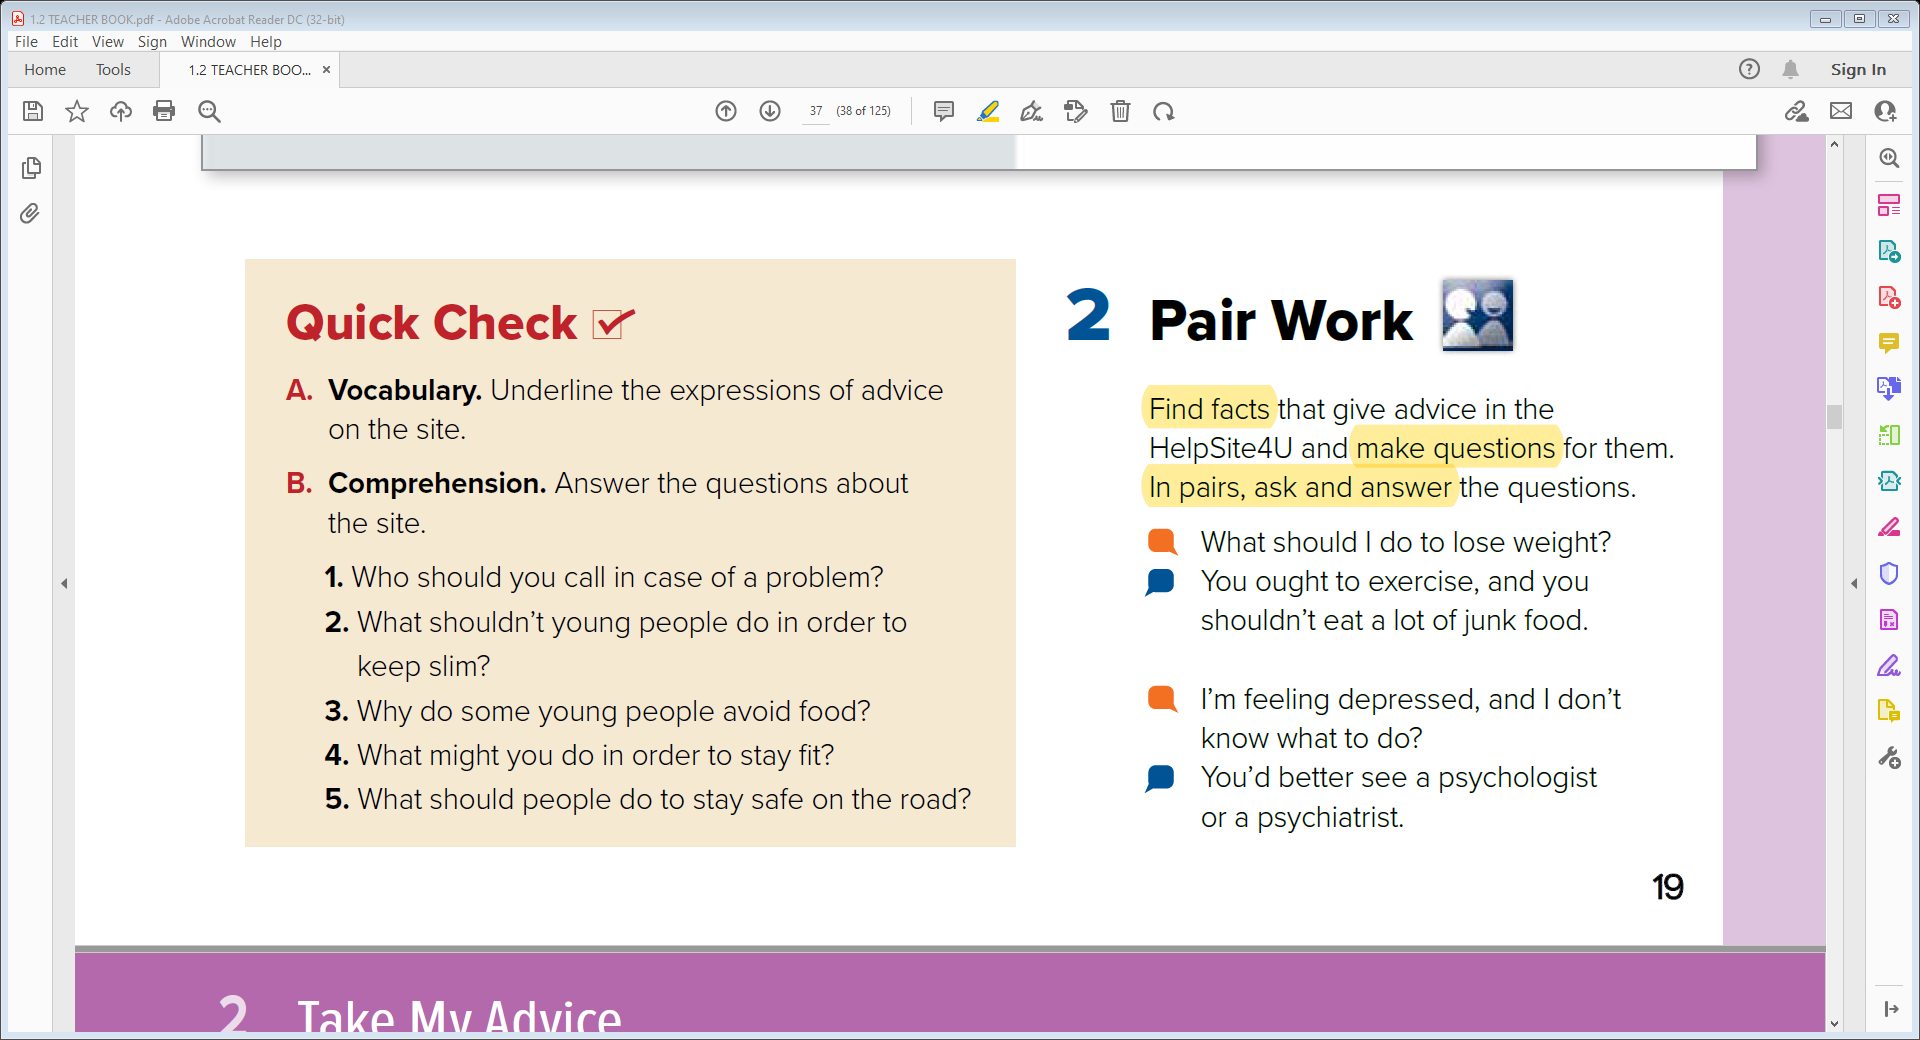 1.2 TEACHER BOOK.pdf - Adobe Acrobat Reader DC (32-bit)
File Edit View Sign Window Help
Home Tools 1.2 TEACHER BOO... × Sign In
37 (38 of 125)
Quick Check
A. Vocabulary. Underline the expressions of advice
on the site.
B. Comprehension. Answer the questions about
the site.
1. Who should you call in case of a problem?
2. What shouldn't young people do in order to
keep slim?
3. Why do some young people avoid food?
4. What might you do in order to stay fit?
5. What should people do to stay safe on the road?
2 Pair Work
Find facts that give advice in the
HelpSite4U and make questions for them.
In pairs, ask and answer the questions.
What should I do to lose weight?
You ought to exercise, and you
shouldn't eat a lot of junk food.
I'm feeling depressed, and I don't
know what to do?
You'd better see a psychologist
or a psychiatrist.
19
2 Take My Advice